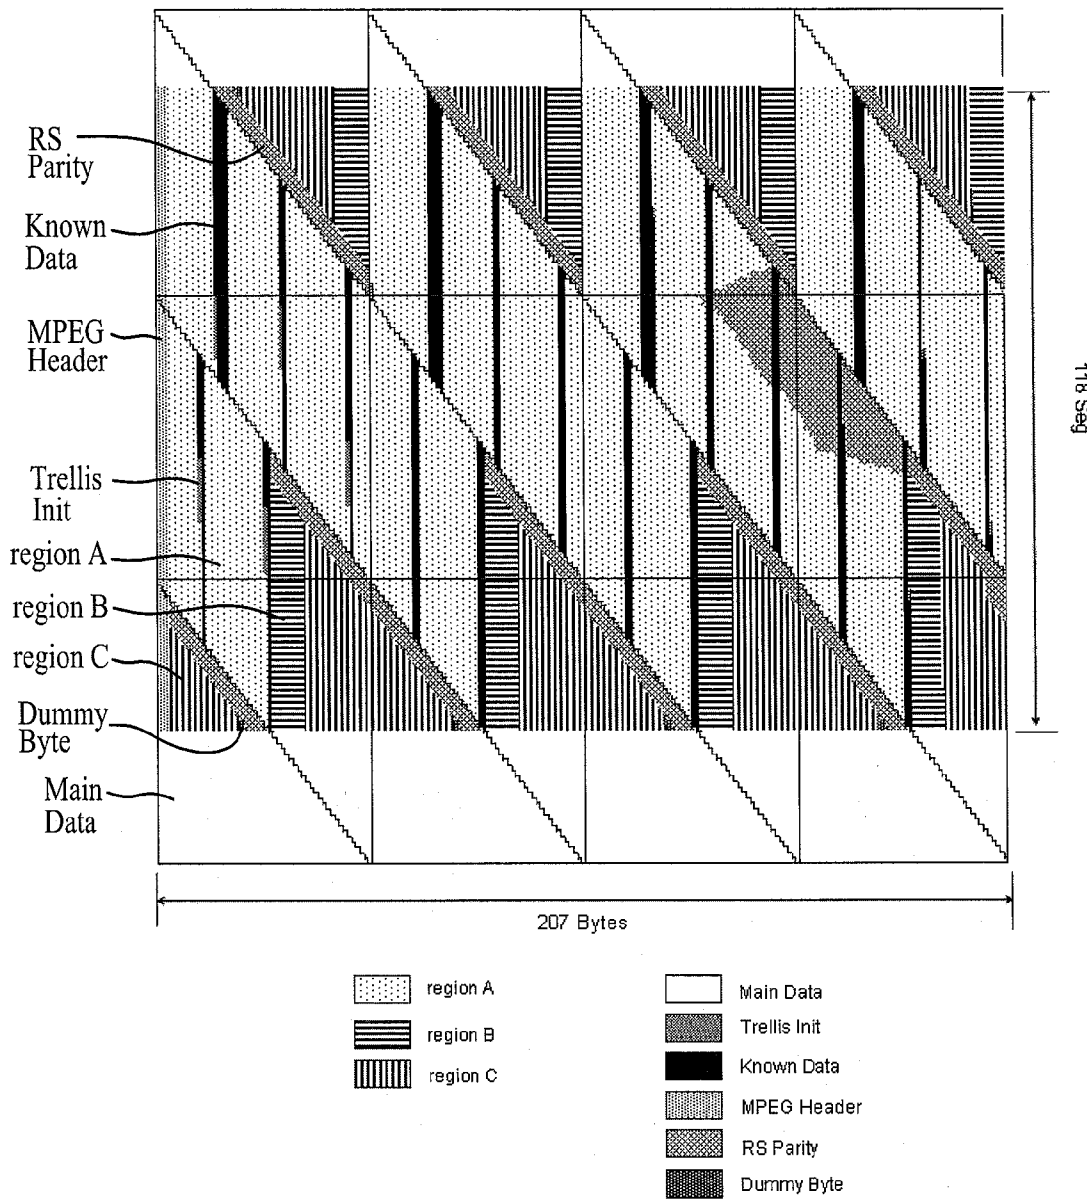 RS
Parity
Known
Data
MPEG
Header
Trellis
Init
region A
region B
region C
Dummy
Byte
Main
Data
118 Seg
207 Bytes
region A
region B
region C
Main Data
Trellis Init
Known Data
MPEG Header
RS Parity
Dummy Byte